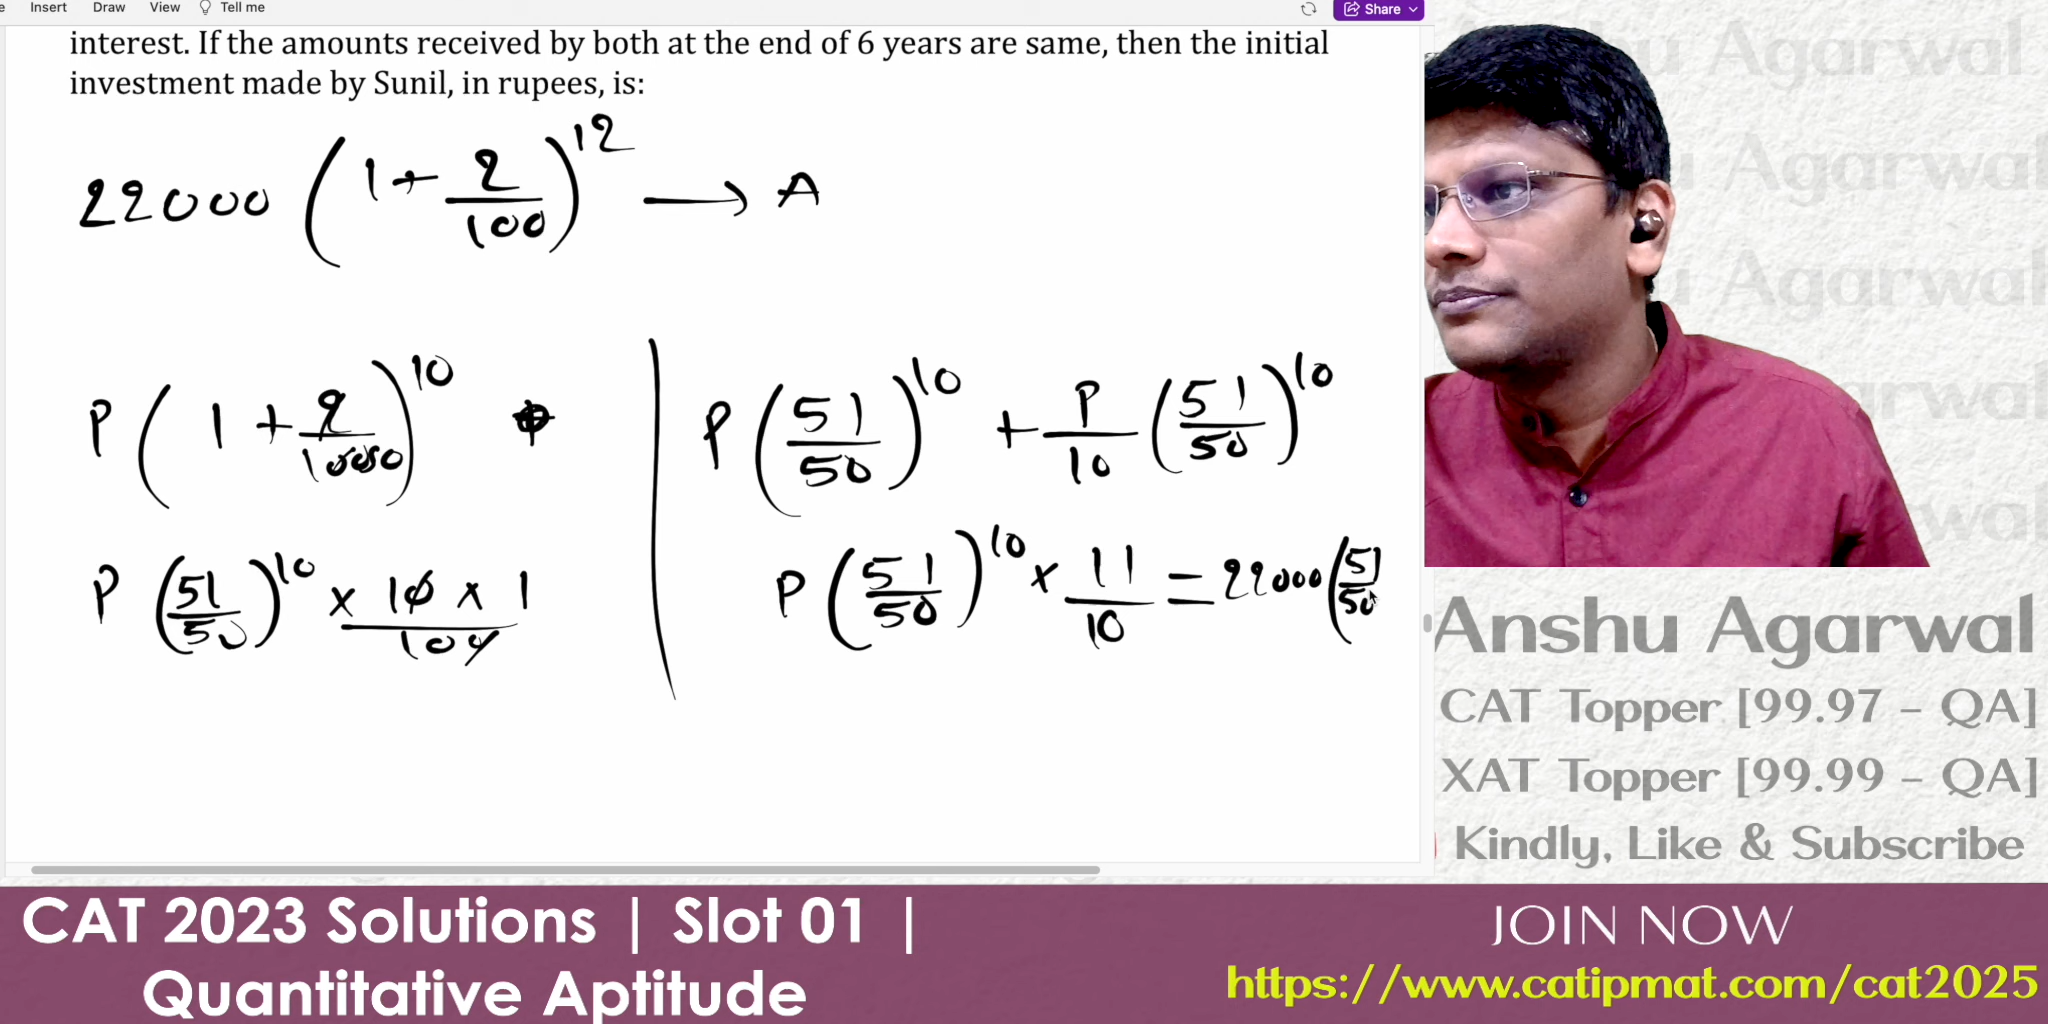 Insert Draw View Tell me Share
interest. If the amounts received by both at the end of 6 years are same, then the initial
investment made by Sunil, in rupees, is:
22000 (1 + 2/100)^12 → A
P (1 + 2/100)^10
P (51/50)^10 + P/10 (51/50)^10
P (51/50)^10 × 10 × 1/100
P (51/50)^10 × 11/10 = 22000 (51/50
Anshu Agarwal
CAT Topper [99.97 - QA]
XAT Topper [99.99 - QA]
Kindly, Like & Subscribe
CAT 2023 Solutions | Slot 01 |
Quantitative Aptitude
JOIN NOW
https://www.catipmat.com/cat2025